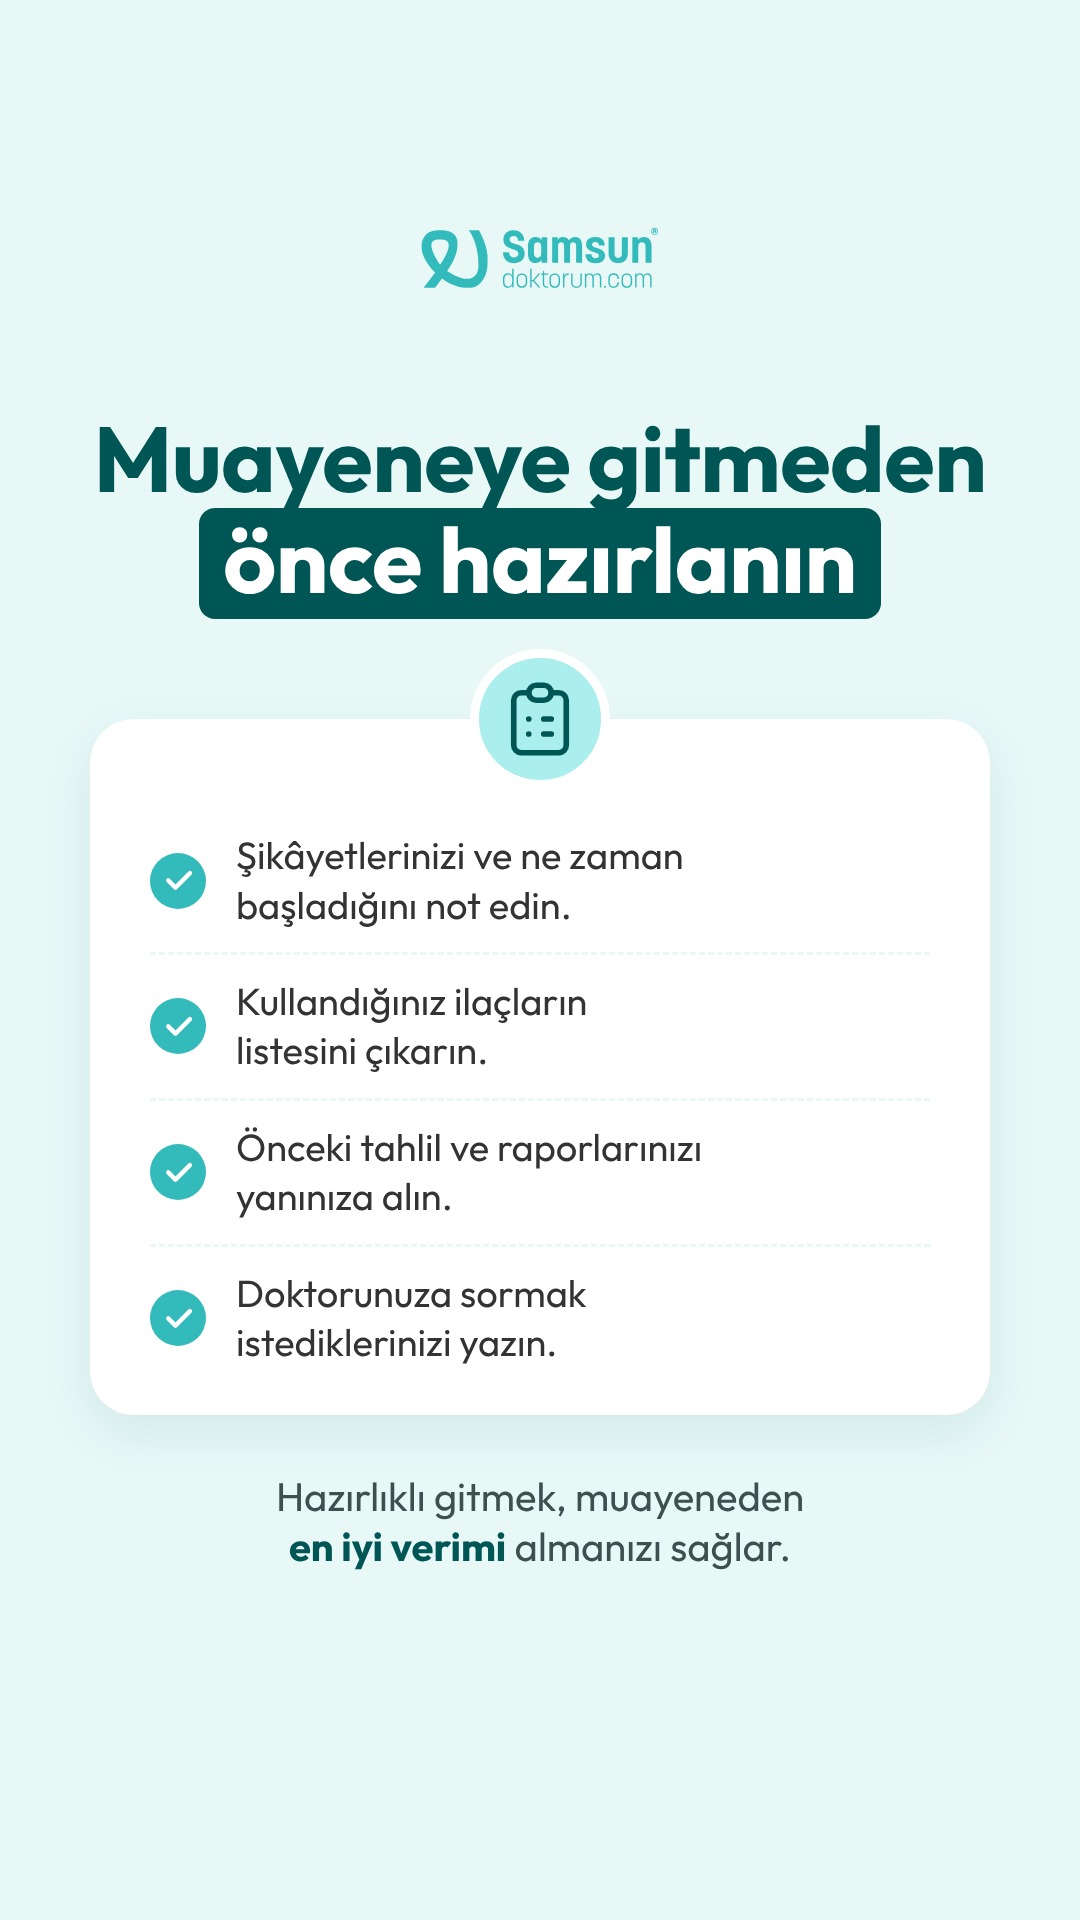 Samsun®
doktorum.com
Muayeneye gitmeden
önce hazırlanın
Şikâyetlerinizi ve ne zaman
başladığını not edin.
Kullandığınız ilaçların
listesini çıkarın.
Önceki tahlil ve raporlarınızı
yanınıza alın.
Doktorunuza sormak
istediklerinizi yazın.
Hazırlıklı gitmek, muayeneden
en iyi verimi almanızı sağlar.